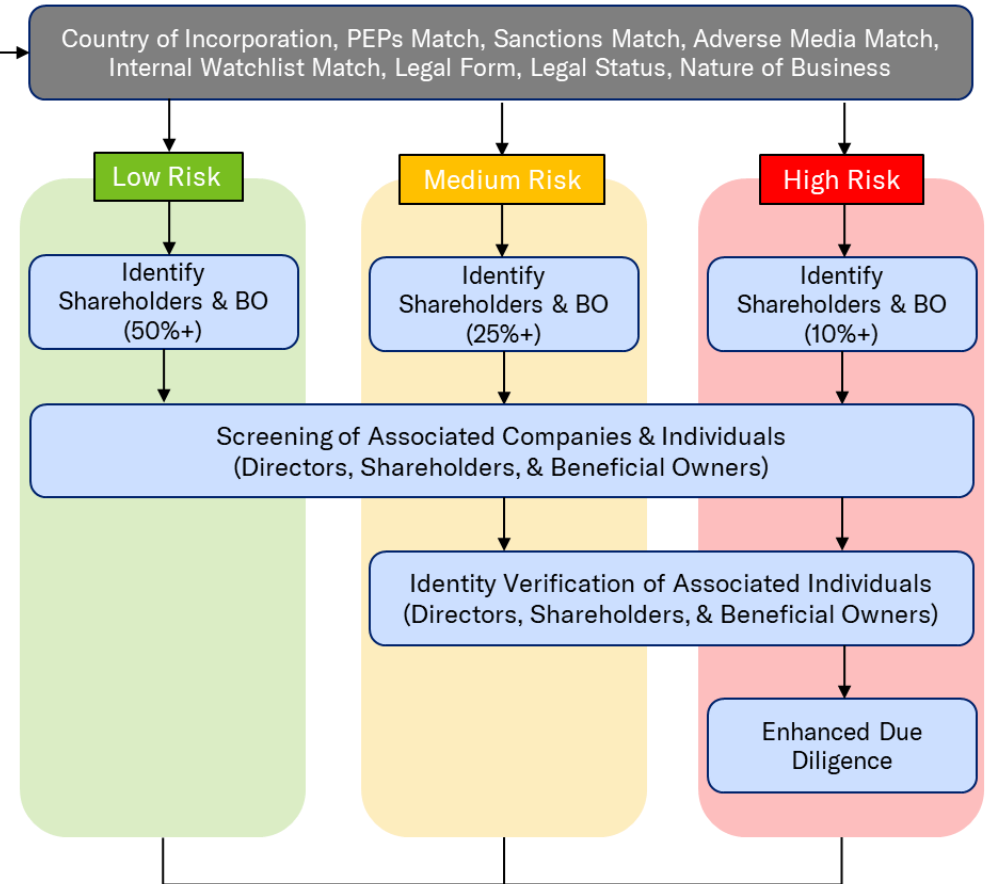 Country of Incorporation, PEPs Match, Sanctions Match, Adverse Media Match,
Internal Watchlist Match, Legal Form, Legal Status, Nature of Business
Low Risk
Medium Risk
High Risk
Identify
Shareholders & BO
(50%+)
Identify
Shareholders & BO
(25%+)
Identify
Shareholders & BO
(10%+)
Screening of Associated Companies & Individuals
(Directors, Shareholders, & Beneficial Owners)
Identity Verification of Associated Individuals
(Directors, Shareholders, & Beneficial Owners)
Enhanced Due
Diligence